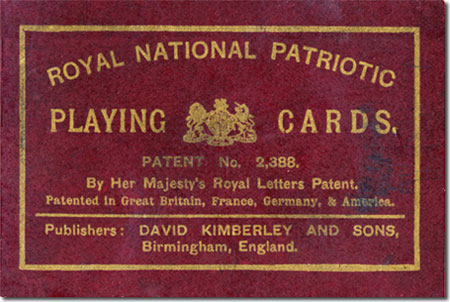 ROYAL NATIONAL PATRIOTIC
PLAYING CARDS.
PATENT No. 2,388.
By Her Majesty's Royal Letters Patent.
Patented in Great Britain, France, Germany, & America.
Publishers: DAVID KIMBERLEY AND SONS,
Birmingham, England.